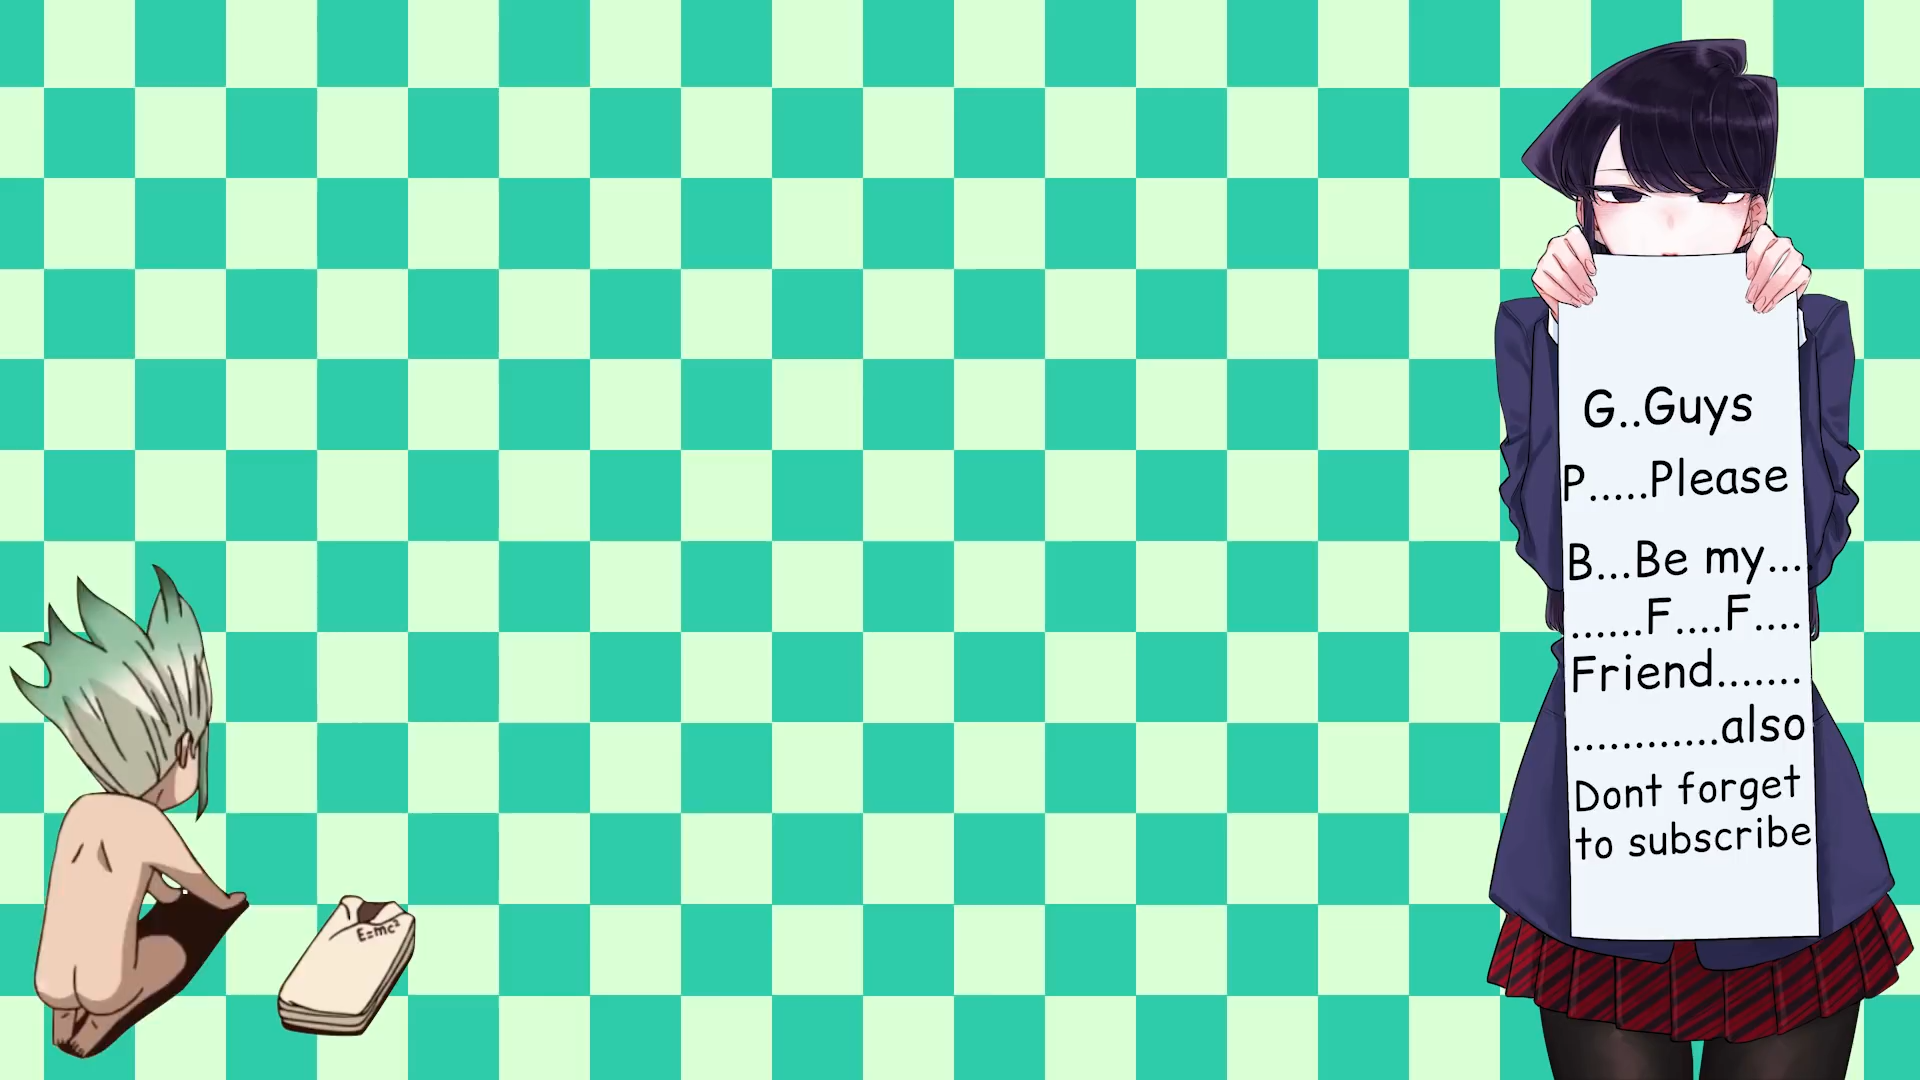 G..Guys
P.....Please
B...Be my....
......F....F....
Friend.......
............also
Dont forget
to subscribe
E=mc²